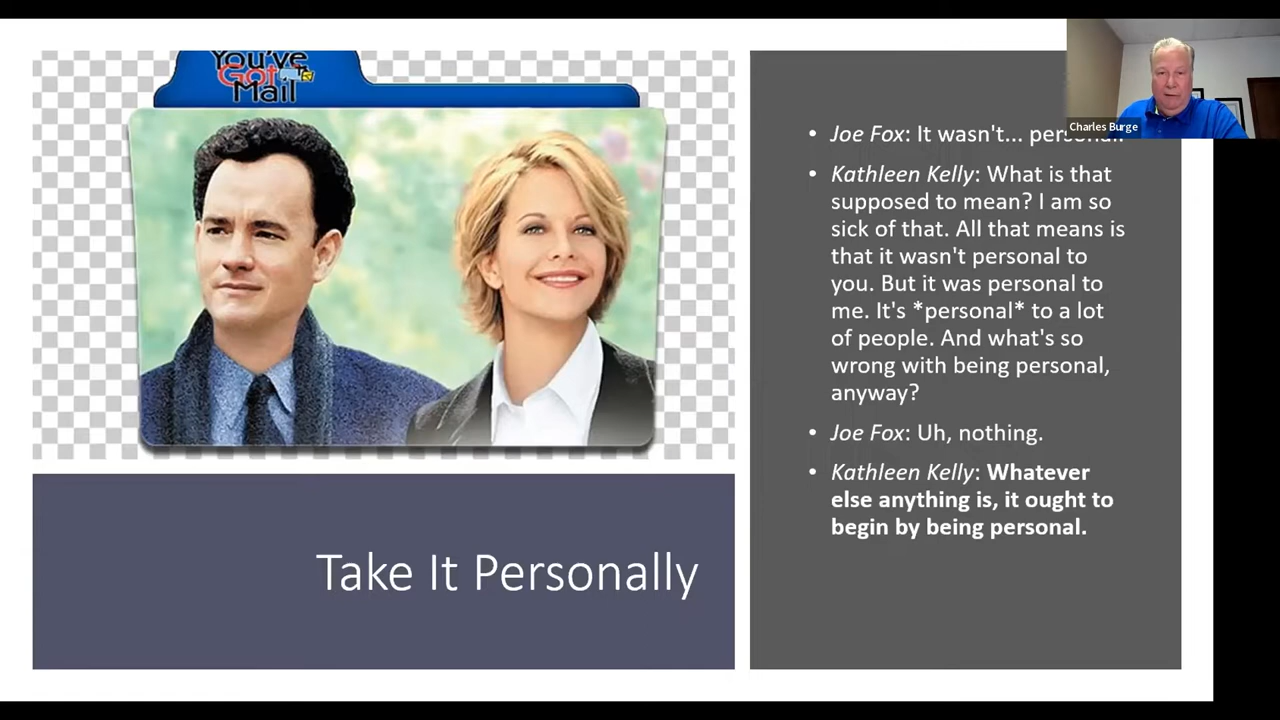 You've
Got
Mail
Charles Burge
Joe Fox: It wasn't...
Kathleen Kelly: What is that
supposed to mean? I am so
sick of that. All that means is
that it wasn't personal to
you. But it was personal to
me. It's *personal* to a lot
of people. And what's so
wrong with being personal,
anyway?
Joe Fox: Uh, nothing.
Kathleen Kelly: Whatever
else anything is, it ought to
begin by being personal.
Take It Personally